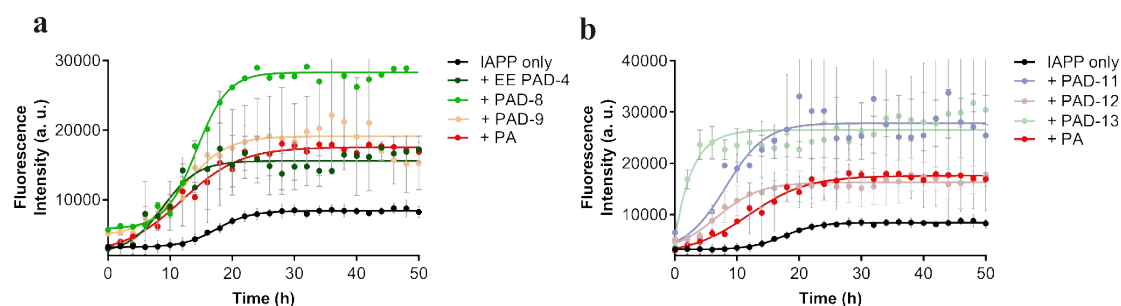 a
30000
20000
10000
Fluorescence
Intensity (a. u.)
0 10 20 30 40 50
Time (h)
IAPP only
+ EE PAD-4
+ PAD-8
+ PAD-9
+ PA
b
40000
30000
20000
10000
Fluorescence
Intensity (a. u.)
0 10 20 30 40 50
Time (h)
IAPP only
+ PAD-11
+ PAD-12
+ PAD-13
+ PA